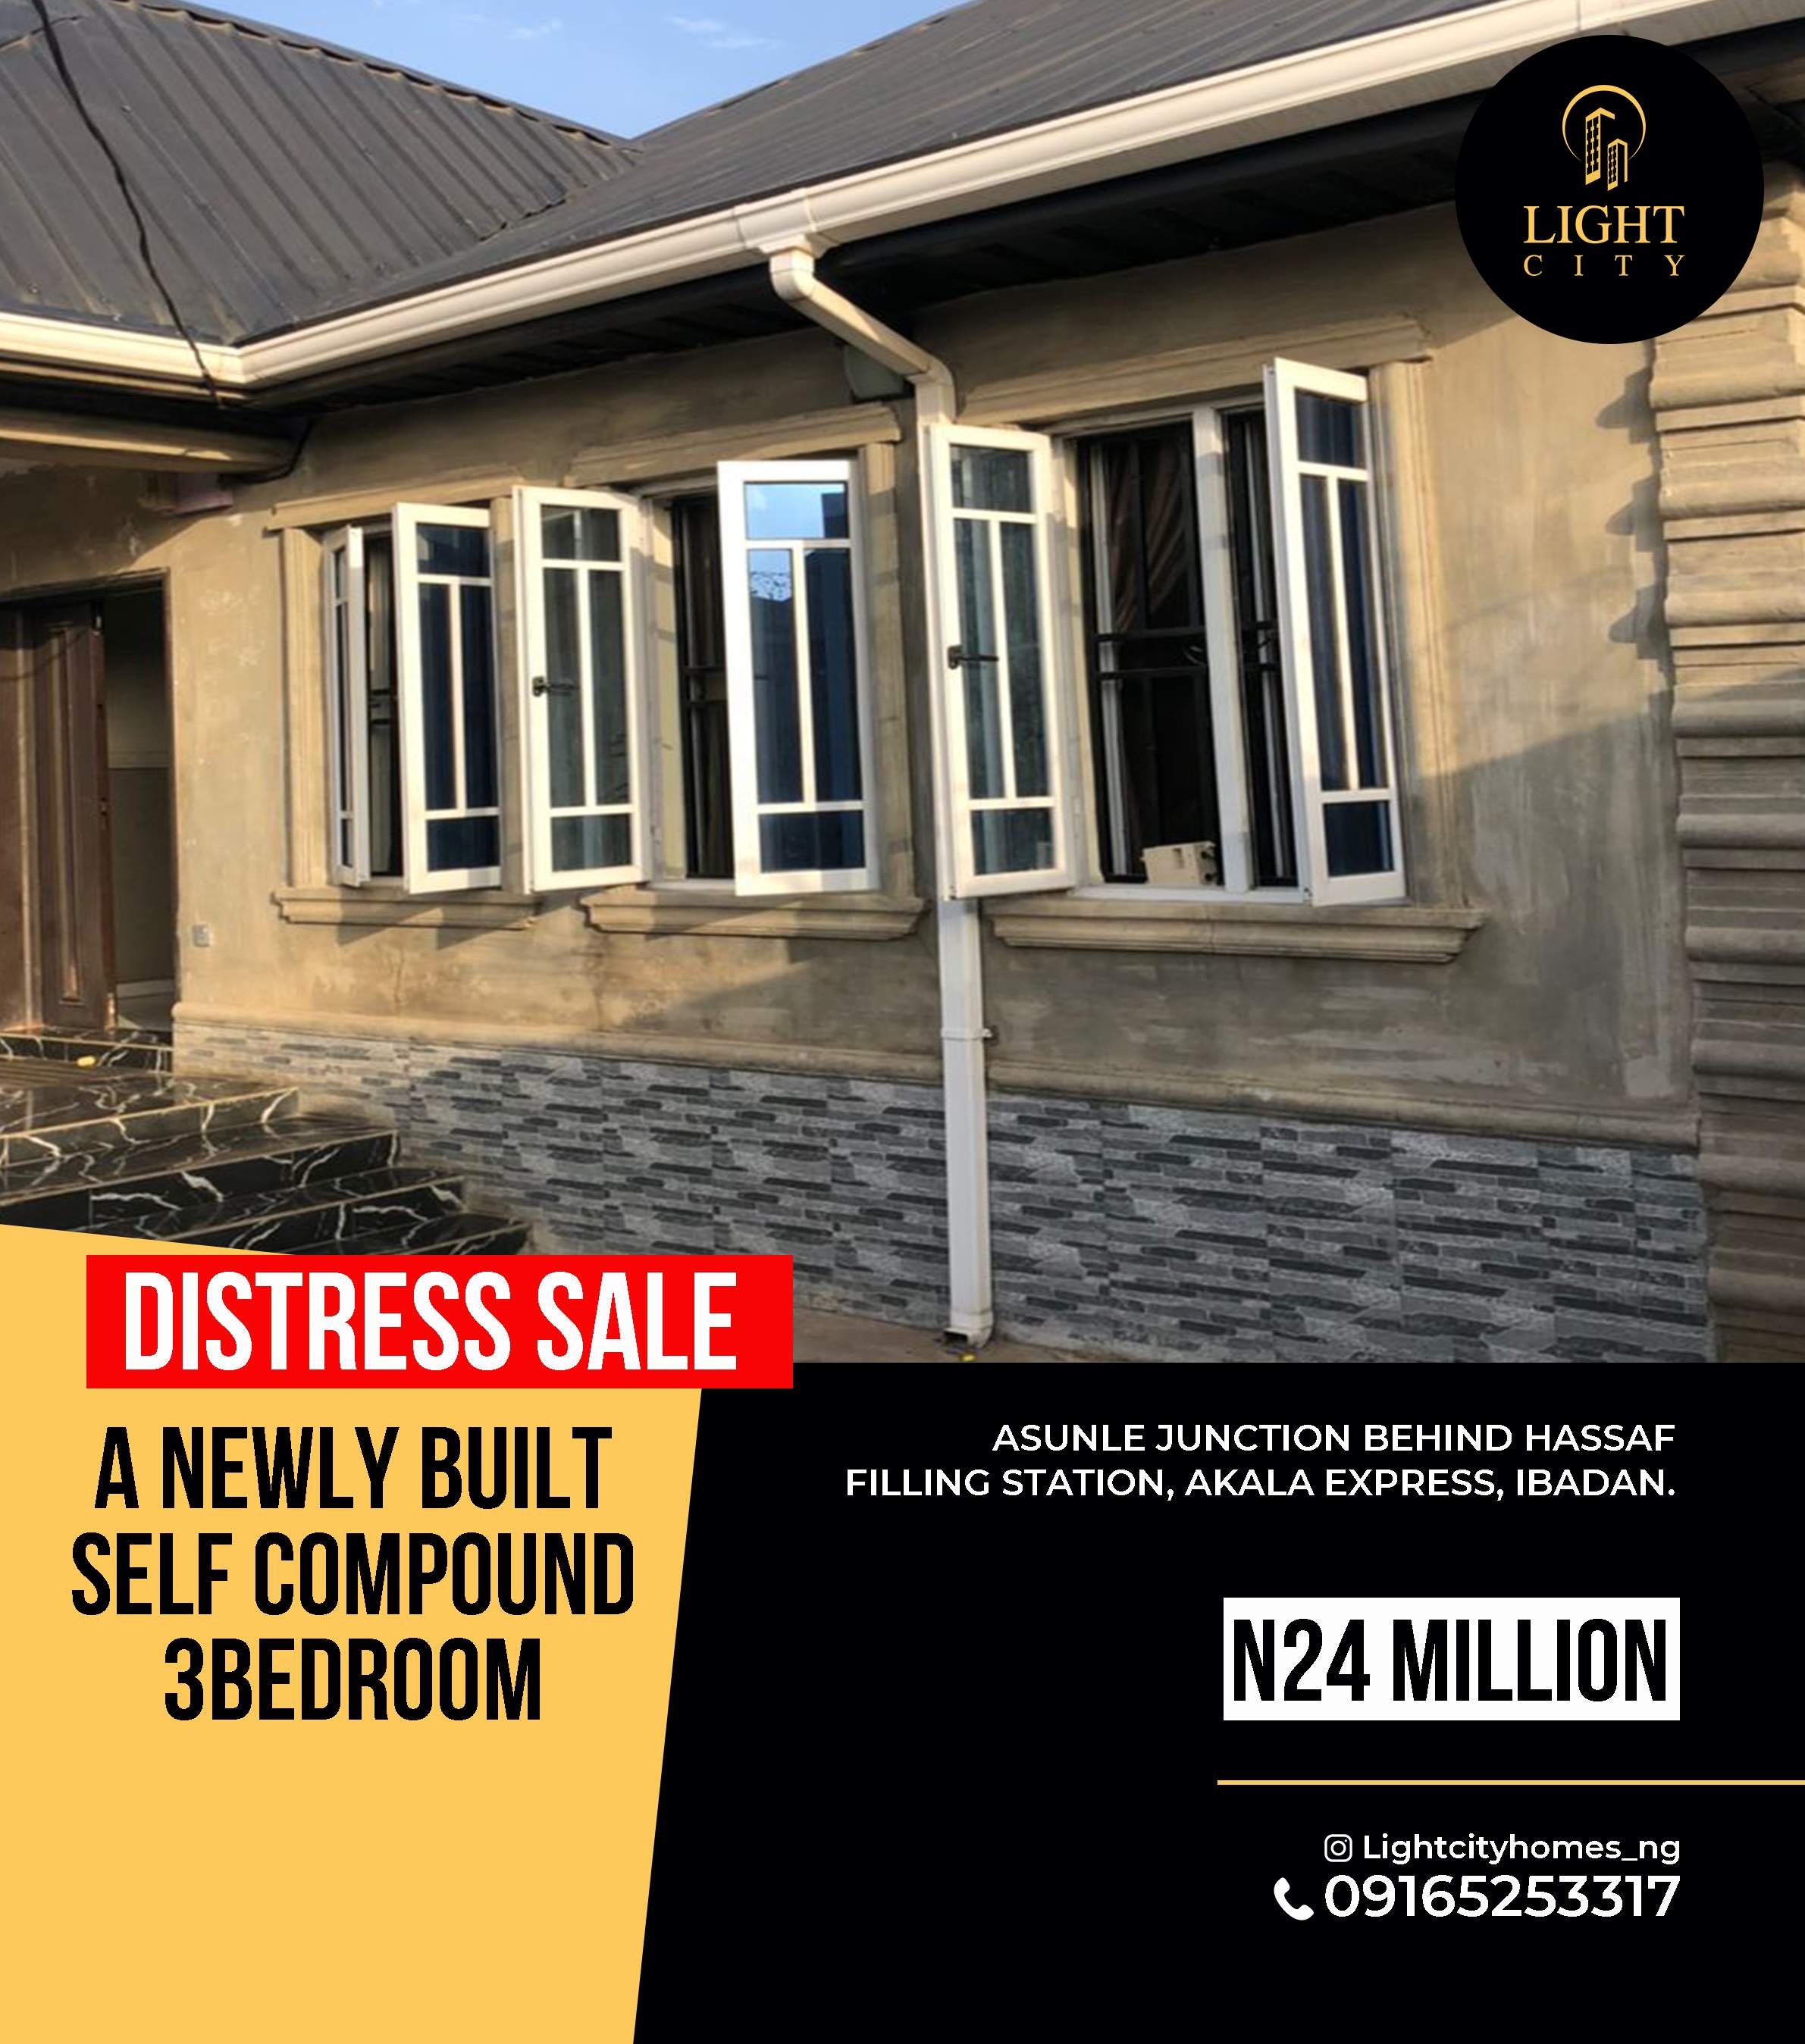 LIGHT
CITY
DISTRESS SALE
A NEWLY BUILT
SELF COMPOUND
3BEDROOM
ASUNLE JUNCTION BEHIND HASSAF
FILLING STATION, AKALA EXPRESS, IBADAN.
N24 MILLION
Lightcityhomes_ng
09165253317